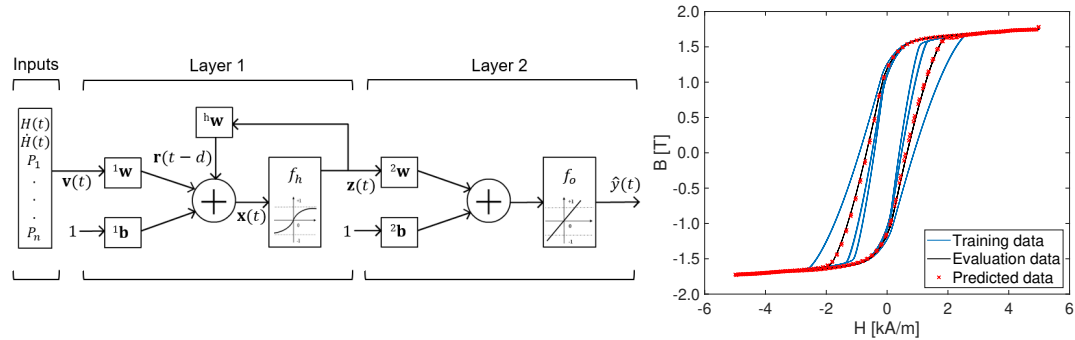 Inputs
Layer 1
Layer 2
H(t)
Ḣ(t)
P₁
.
.
.
Pₙ
v(t)
¹w
1
¹b
ʰw
r(t − d)
+
x(t)
fₕ
+1
0
-1
z(t)
²w
1
²b
+
fₒ
+1
0
-1
ŷ(t)
2.0
1.5
1.0
0.5
0.0
-0.5
-1.0
-1.5
-2.0
B [T]
-6
-4
-2
0
2
4
6
H [kA/m]
Training data
Evaluation data
Predicted data